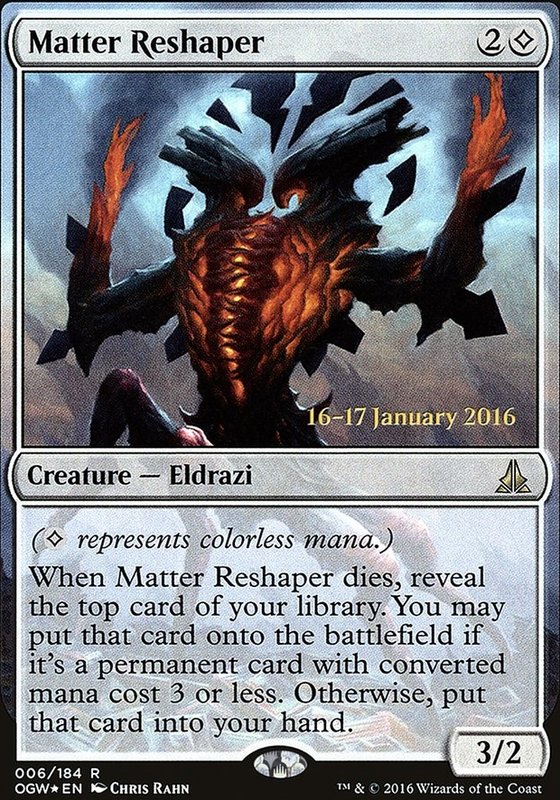 Matter Reshaper 2
16–17 January 2016
Creature — Eldrazi
( represents colorless mana.)
When Matter Reshaper dies, reveal
the top card of your library. You may
put that card onto the battlefield if
it's a permanent card with converted
mana cost 3 or less. Otherwise, put
that card into your hand.
3/2
006/184 R
OGW★EN Chris Rahn
™ & © 2016 Wizards of the Coast